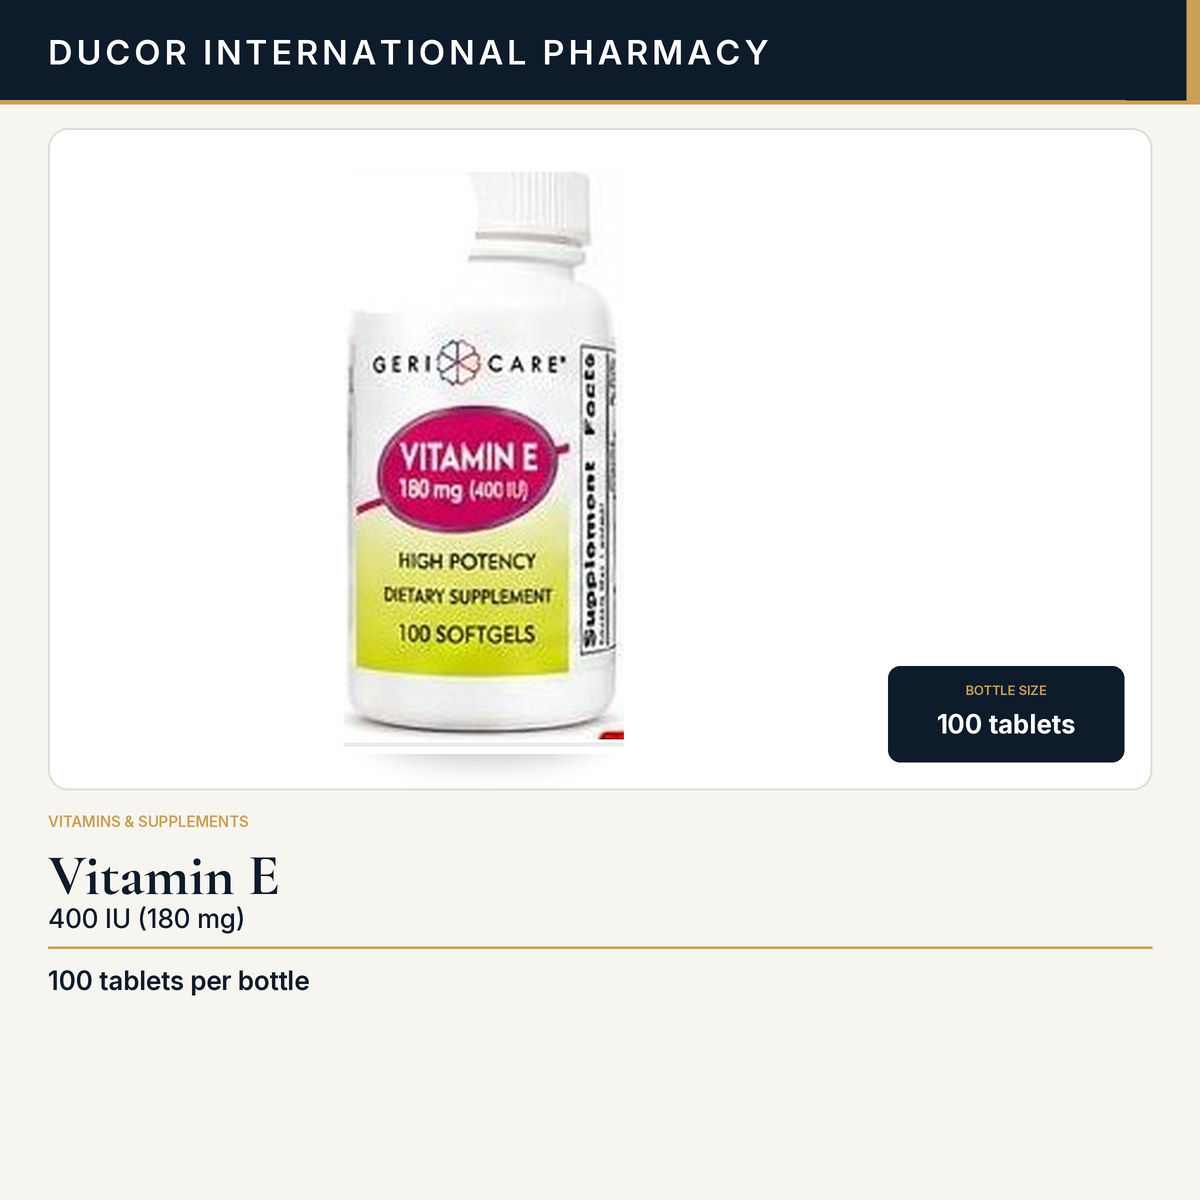 DUCOR INTERNATIONAL PHARMACY
GERI CARE
VITAMIN E
180 mg (400 IU)
HIGH POTENCY
DIETARY SUPPLEMENT
100 SOFTGELS
Supplement Facts
BOTTLE SIZE
100 tablets
VITAMINS & SUPPLEMENTS
Vitamin E
400 IU (180 mg)
100 tablets per bottle